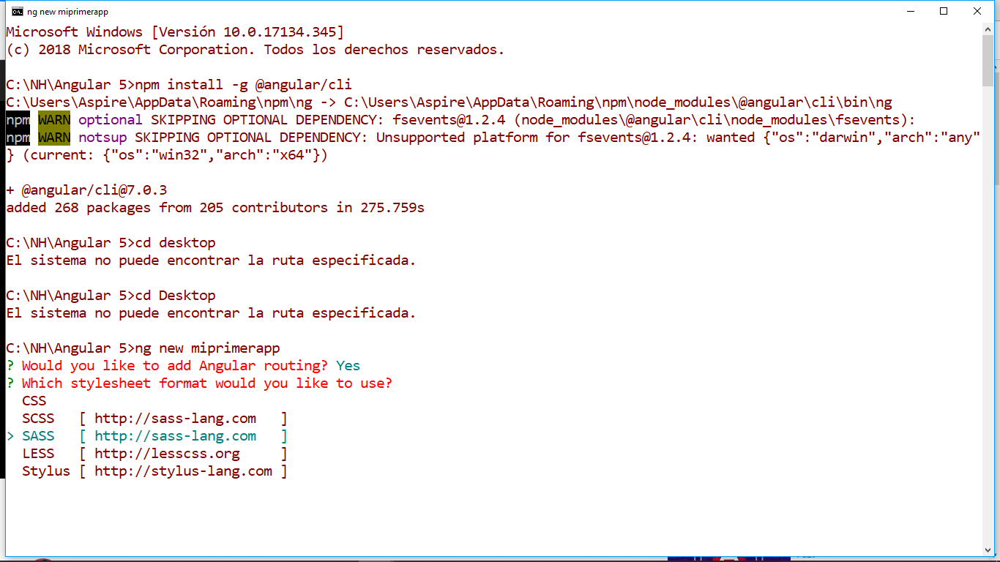 ng new miprimerapp
Microsoft Windows [Versión 10.0.17134.345]
(c) 2018 Microsoft Corporation. Todos los derechos reservados.
C:\NH\Angular 5>npm install -g @angular/cli
C:\Users\Aspire\AppData\Roaming\npm\ng -> C:\Users\Aspire\AppData\Roaming\npm\node_modules\@angular\cli\bin\ng
npm WARN optional SKIPPING OPTIONAL DEPENDENCY: fsevents@1.2.4 (node_modules\@angular\cli\node_modules\fsevents):
npm WARN notsup SKIPPING OPTIONAL DEPENDENCY: Unsupported platform for fsevents@1.2.4: wanted {"os":"darwin","arch":"any"
} (current: {"os":"win32","arch":"x64"})
+ @angular/cli@7.0.3
added 268 packages from 205 contributors in 275.759s
C:\NH\Angular 5>cd desktop
El sistema no puede encontrar la ruta especificada.
C:\NH\Angular 5>cd Desktop
El sistema no puede encontrar la ruta especificada.
C:\NH\Angular 5>ng new miprimerapp
? Would you like to add Angular routing? Yes
? Which stylesheet format would you like to use?
CSS
SCSS [ http://sass-lang.com ]
> SASS [ http://sass-lang.com ]
LESS [ http://lesscss.org ]
Stylus [ http://stylus-lang.com ]